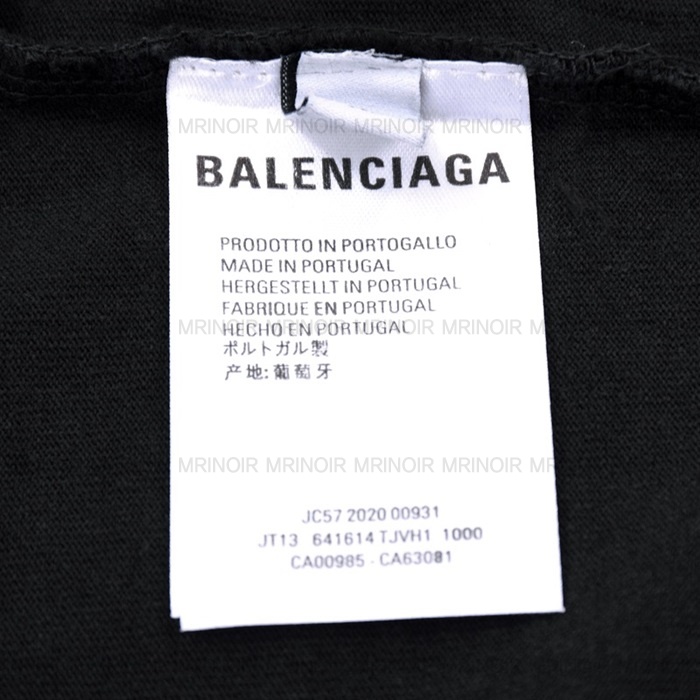 MRINOIR MRINOIR MRINOIR MRINOIR
BALENCIAGA
PRODOTTO IN PORTOGALLO
MADE IN PORTUGAL
HERGESTELLT IN PORTUGAL
FABRIQUE EN PORTUGAL
MRINOIR MRINOIR MRINOIR MRINOIR
HECHO EN PORTUGAL
ポルトガル製
产地:葡萄牙
MRINOIR MRINOIR MRINOIR MRINOIR
JC57 2020 00931
JT13 641614 TJVH1 1000
CA00985 - CA63081